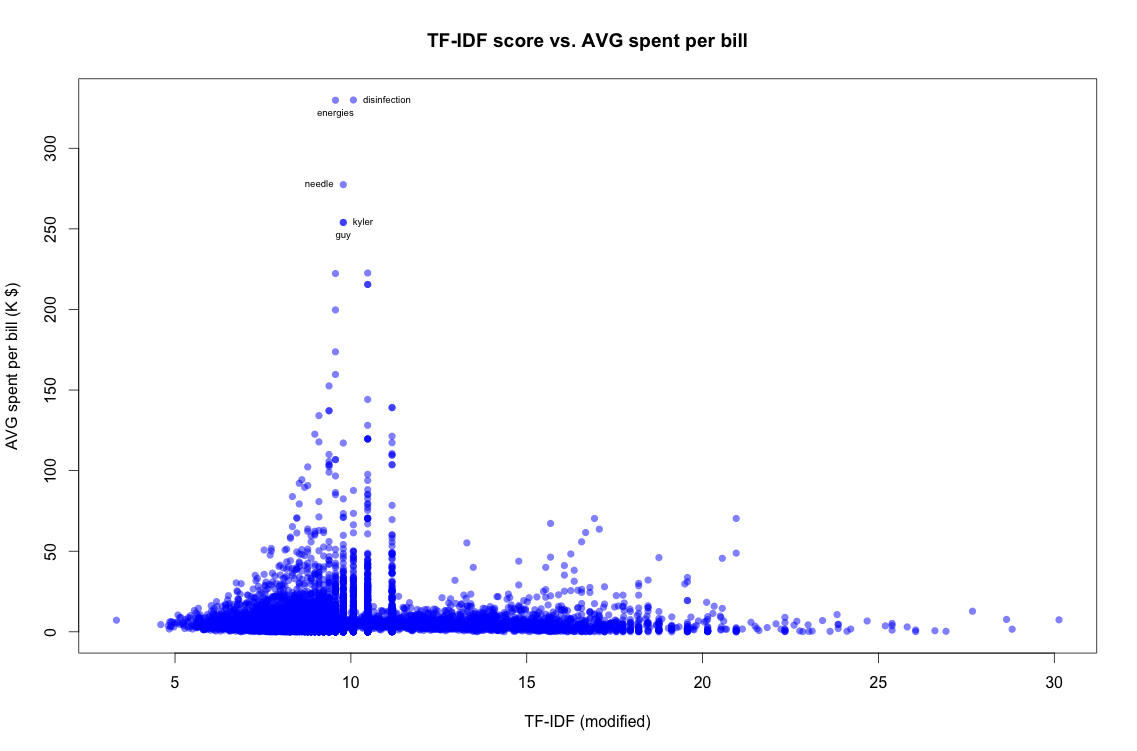 TF-IDF score vs. AVG spent per bill
disinfection
energies
needle
kyler
guy
AVG spent per bill (K $)
300
250
200
150
100
50
0
5 10 15 20 25 30
TF-IDF (modified)